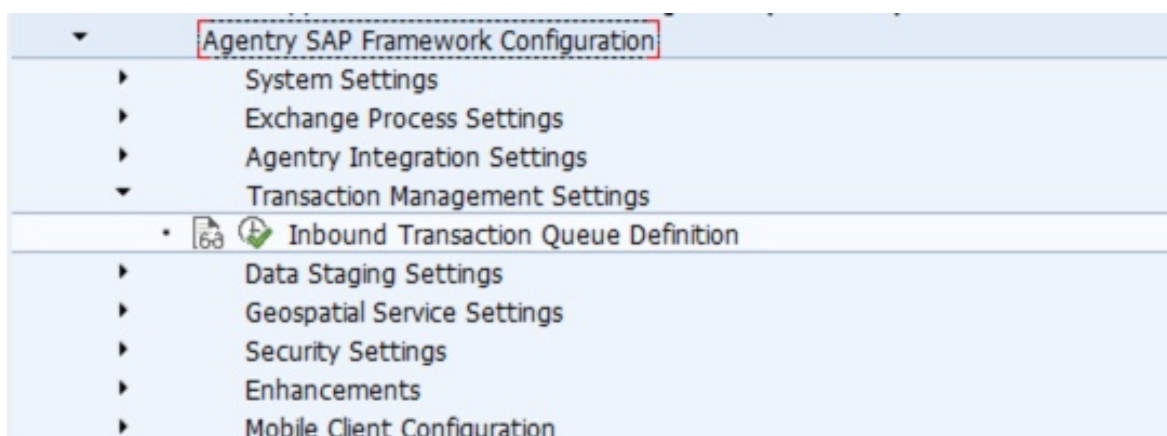 Agentry SAP Framework Configuration
System Settings
Exchange Process Settings
Agentry Integration Settings
Transaction Management Settings
Inbound Transaction Queue Definition
Data Staging Settings
Geospatial Service Settings
Security Settings
Enhancements
Mobile Client Configuration